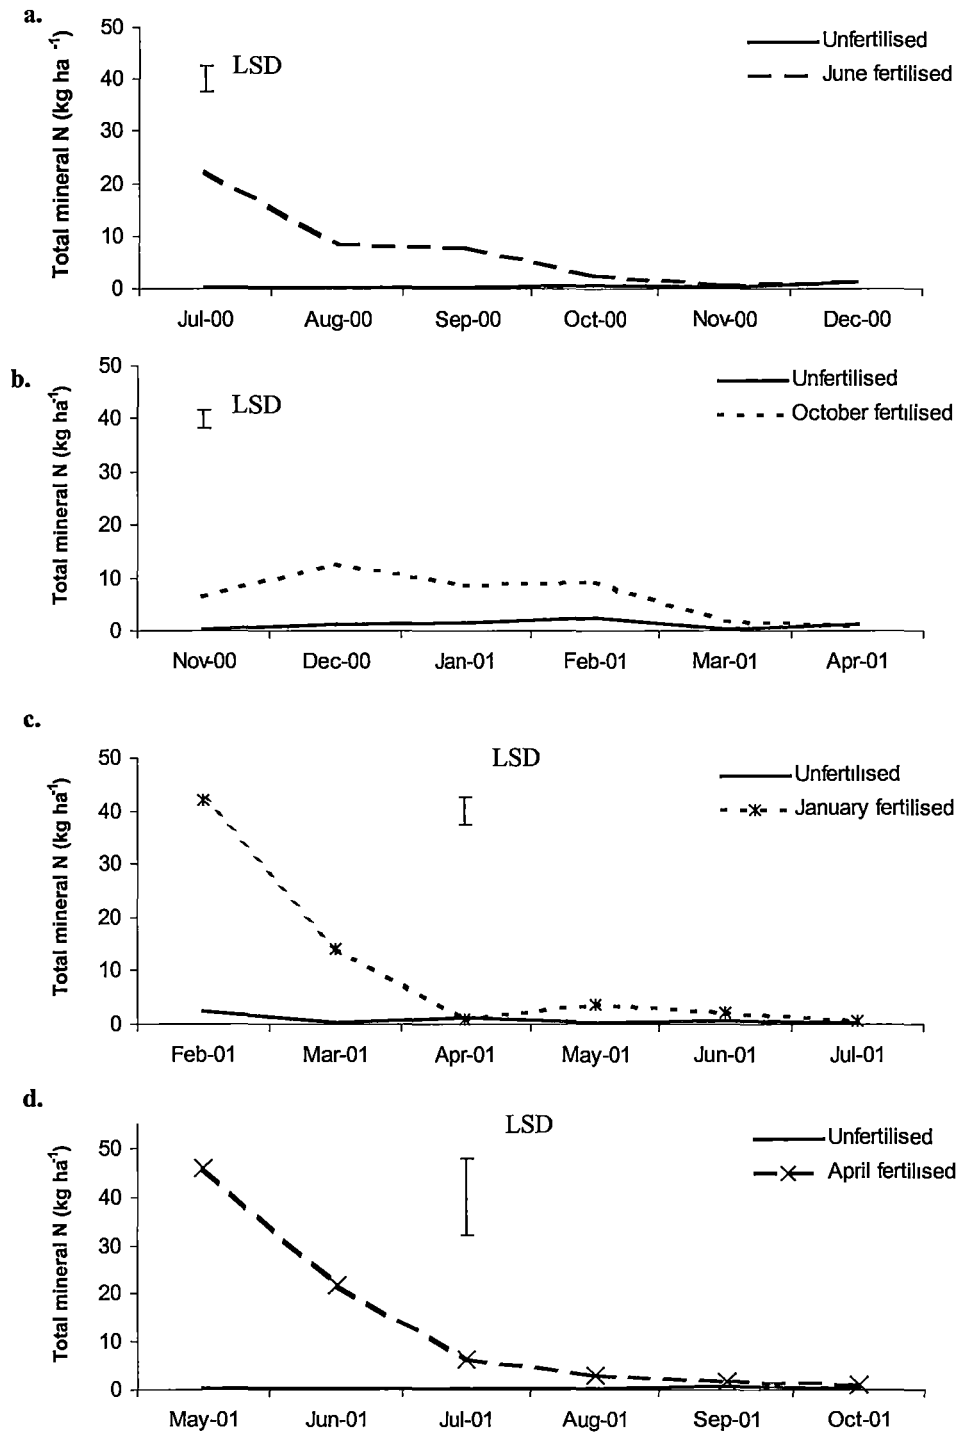 a.
Total mineral N (kg ha -1)
50
40
30
20
10
0
LSD
Unfertilised
June fertilised
Jul-00 Aug-00 Sep-00 Oct-00 Nov-00 Dec-00
b.
Total mineral N (kg ha-1)
50
40
30
20
10
0
LSD
Unfertilised
October fertilised
Nov-00 Dec-00 Jan-01 Feb-01 Mar-01 Apr-01
c.
Total mineral N (kg ha-1)
50
40
30
20
10
0
LSD
Unfertilised
January fertilised
Feb-01 Mar-01 Apr-01 May-01 Jun-01 Jul-01
d.
Total mineral N (kg ha-1)
50
40
30
20
10
0
LSD
Unfertilised
April fertilised
May-01 Jun-01 Jul-01 Aug-01 Sep-01 Oct-01